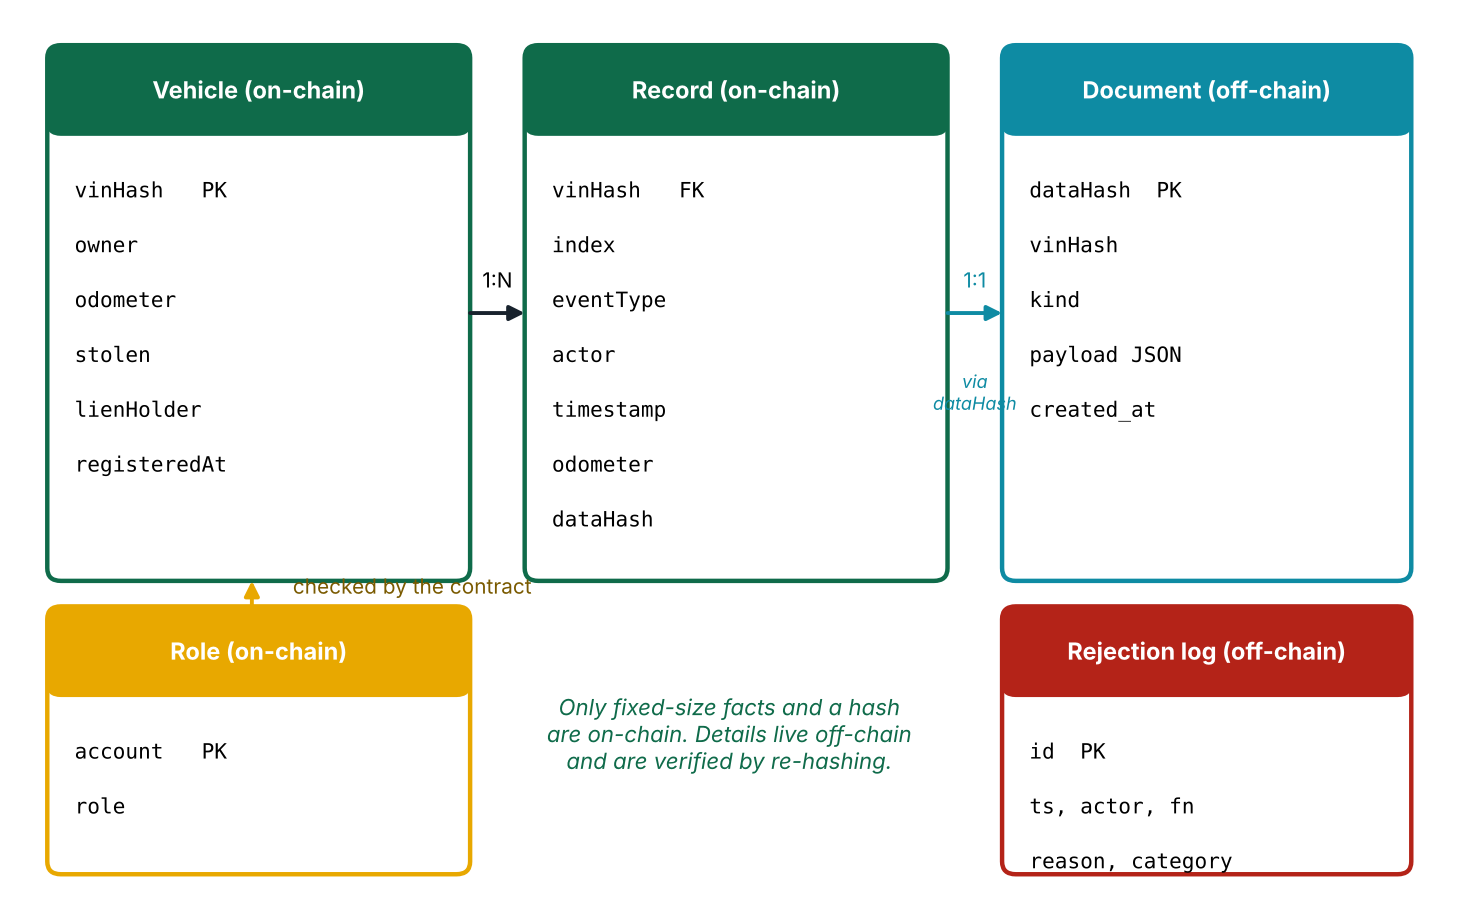 Vehicle (on-chain)
vinHash   PK
owner
odometer
stolen
lienHolder
registeredAt
1:N
Record (on-chain)
vinHash   FK
index
eventType
actor
timestamp
odometer
dataHash
1:1
via
dataHash
Document (off-chain)
dataHash  PK
vinHash
kind
payload JSON
created_at
checked by the contract
Role (on-chain)
account   PK
role
Only fixed-size facts and a hash
are on-chain. Details live off-chain
and are verified by re-hashing.
Rejection log (off-chain)
id  PK
ts, actor, fn
reason, category